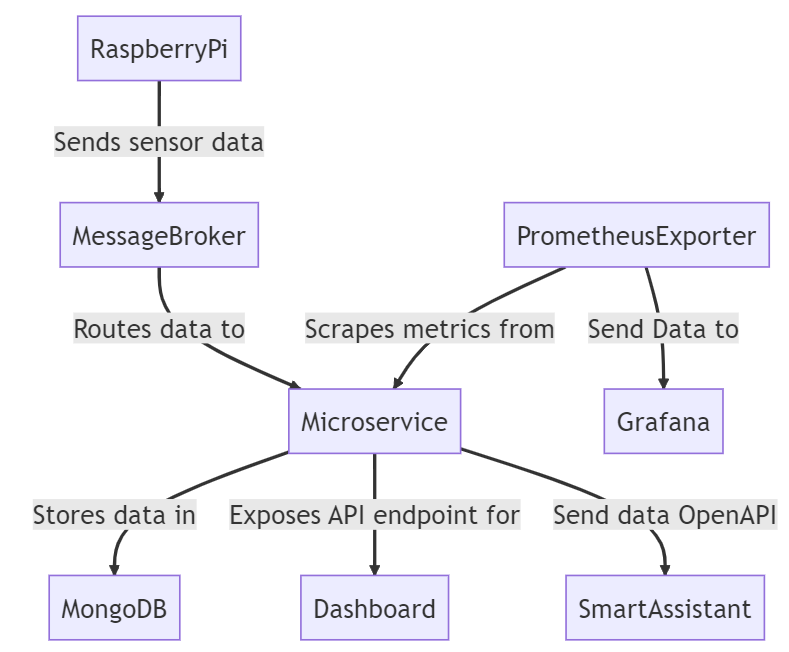 RaspberryPi
Sends sensor data
MessageBroker
PrometheusExporter
Routes data to
Scrapes metrics from
Send Data to
Microservice
Grafana
Stores data in
Exposes API endpoint for
Send data OpenAPI
MongoDB
Dashboard
SmartAssistant